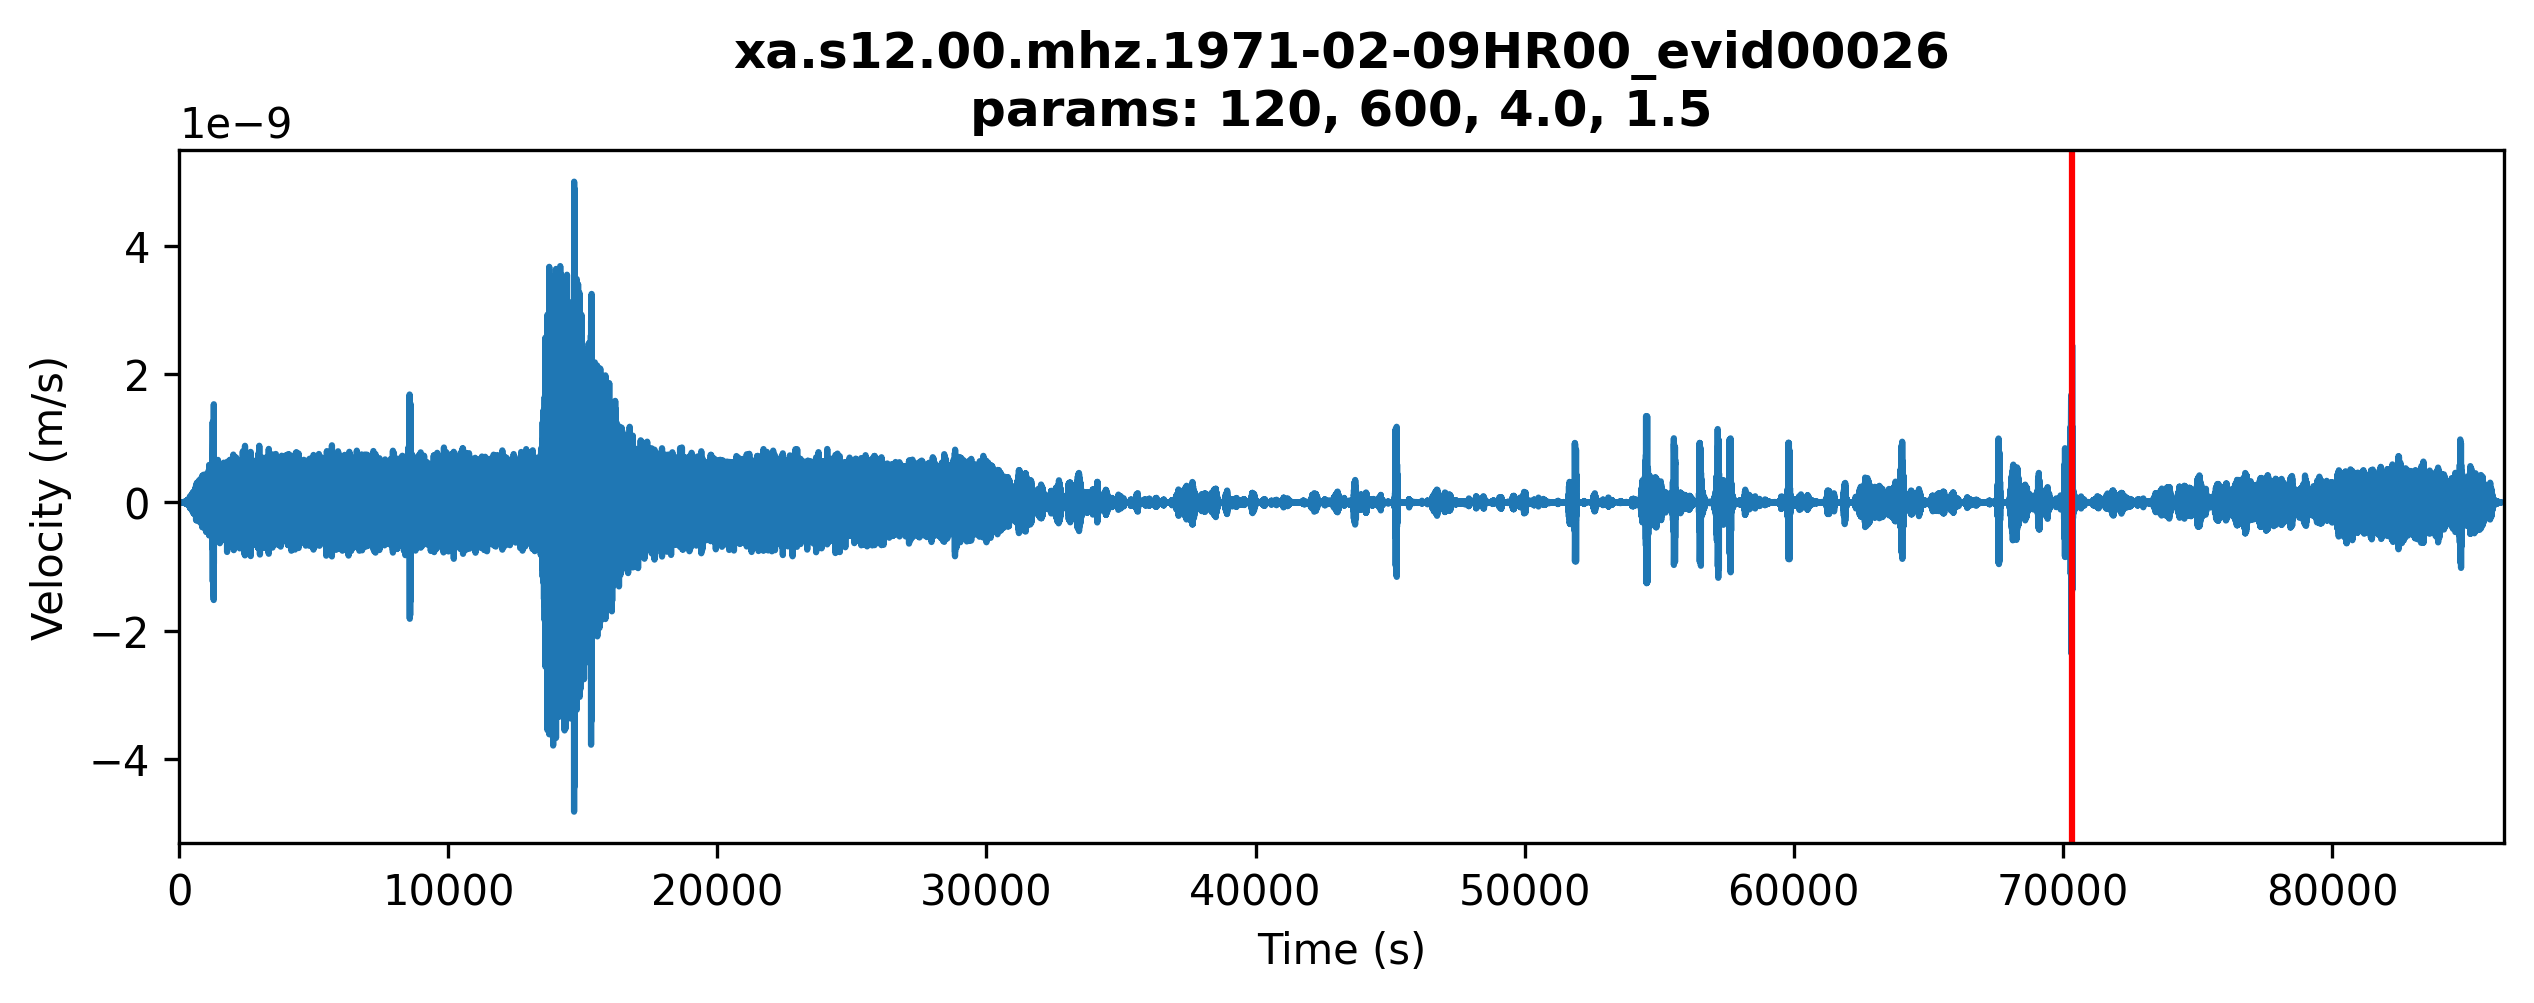 xa.s12.00.mhz.1971-02-09HR00_evid00026
params: 120, 600, 4.0, 1.5
1e−9
4
2
0
−2
−4
Velocity (m/s)
0 10000 20000 30000 40000 50000 60000 70000 80000
Time (s)